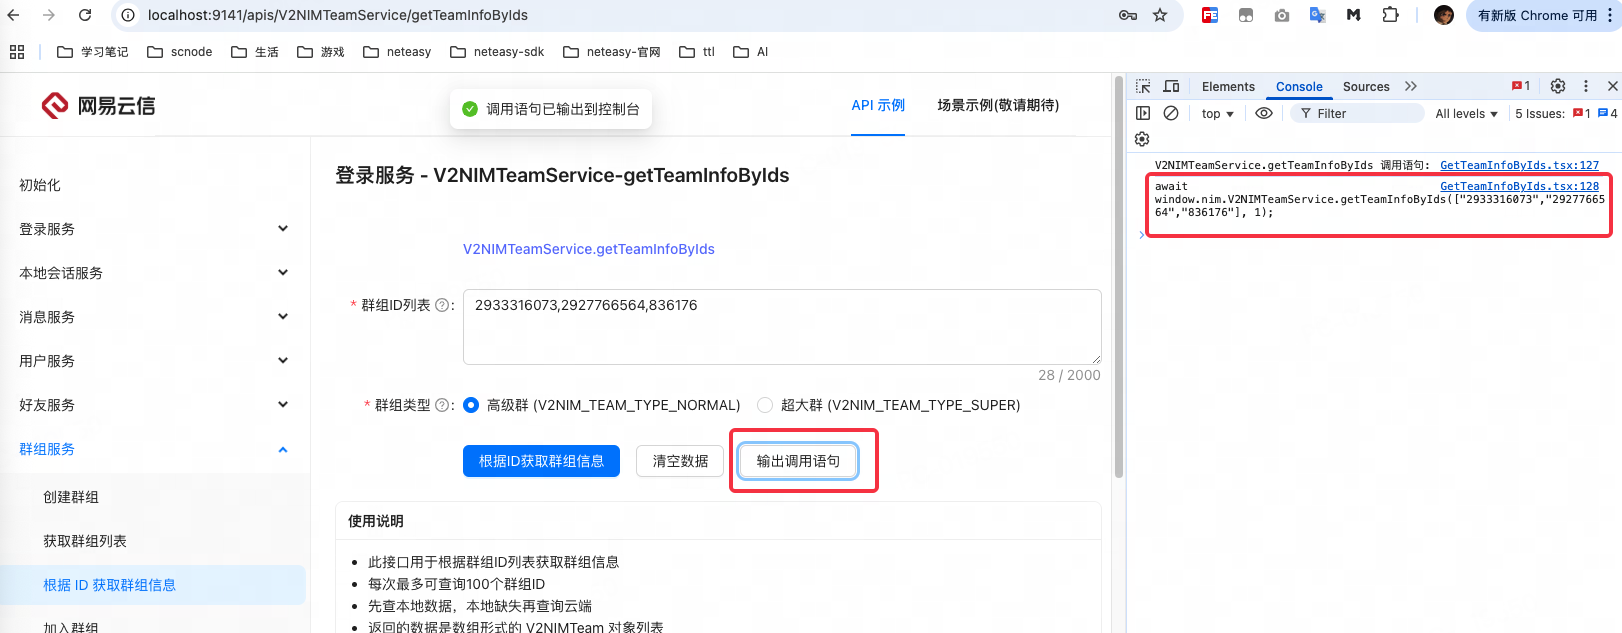 localhost:9141/apis/V2NIMTeamService/getTeamInfoByIds
有新版 Chrome 可用
学习笔记 scnode 生活 游戏 neteasy neteasy-sdk neteasy-官网 ttl AI
网易云信
调用语句已输出到控制台
API 示例 场景示例(敬请期待)
初始化
登录服务
本地会话服务
消息服务
用户服务
好友服务
群组服务
创建群组
获取群组列表
根据 ID 获取群组信息
加入群组
登录服务 - V2NIMTeamService-getTeamInfoByIds
V2NIMTeamService.getTeamInfoByIds
* 群组ID列表 :
2933316073,2927766564,836176
28 / 2000
* 群组类型 : 高级群 (V2NIM_TEAM_TYPE_NORMAL) 超大群 (V2NIM_TEAM_TYPE_SUPER)
根据ID获取群组信息 清空数据 输出调用语句
使用说明
• 此接口用于根据群组ID列表获取群组信息
• 每次最多可查询100个群组ID
• 先查本地数据，本地缺失再查询云端
• 返回的数据是数组形式的 V2NIMTeam 对象列表
Elements Console Sources 1
top Filter All levels 5 Issues: 1 4
V2NIMTeamService.getTeamInfoByIds 调用语句: GetTeamInfoByIds.tsx:127
await GetTeamInfoByIds.tsx:128
window.nim.V2NIMTeamService.getTeamInfoByIds(["2933316073","29277665
64","836176"], 1);